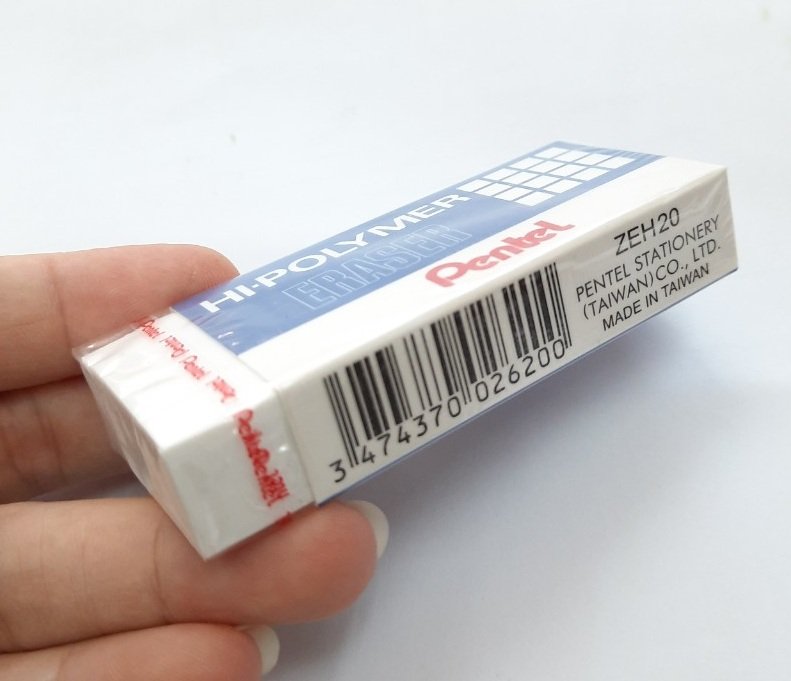 HI-POLYMER
ERASER
Pentel
3 474370 026200
ZEH20
PENTEL STATIONERY
(TAIWAN) CO., LTD.
MADE IN TAIWAN